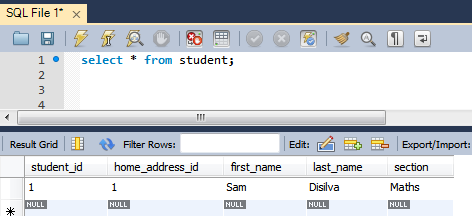 SQL File 1*
1 select * from student;
2
3
4
Result Grid Filter Rows: Edit: Export/Import:
student_id home_address_id first_name last_name section
1 1 Sam Disilva Maths
NULL NULL NULL NULL NULL